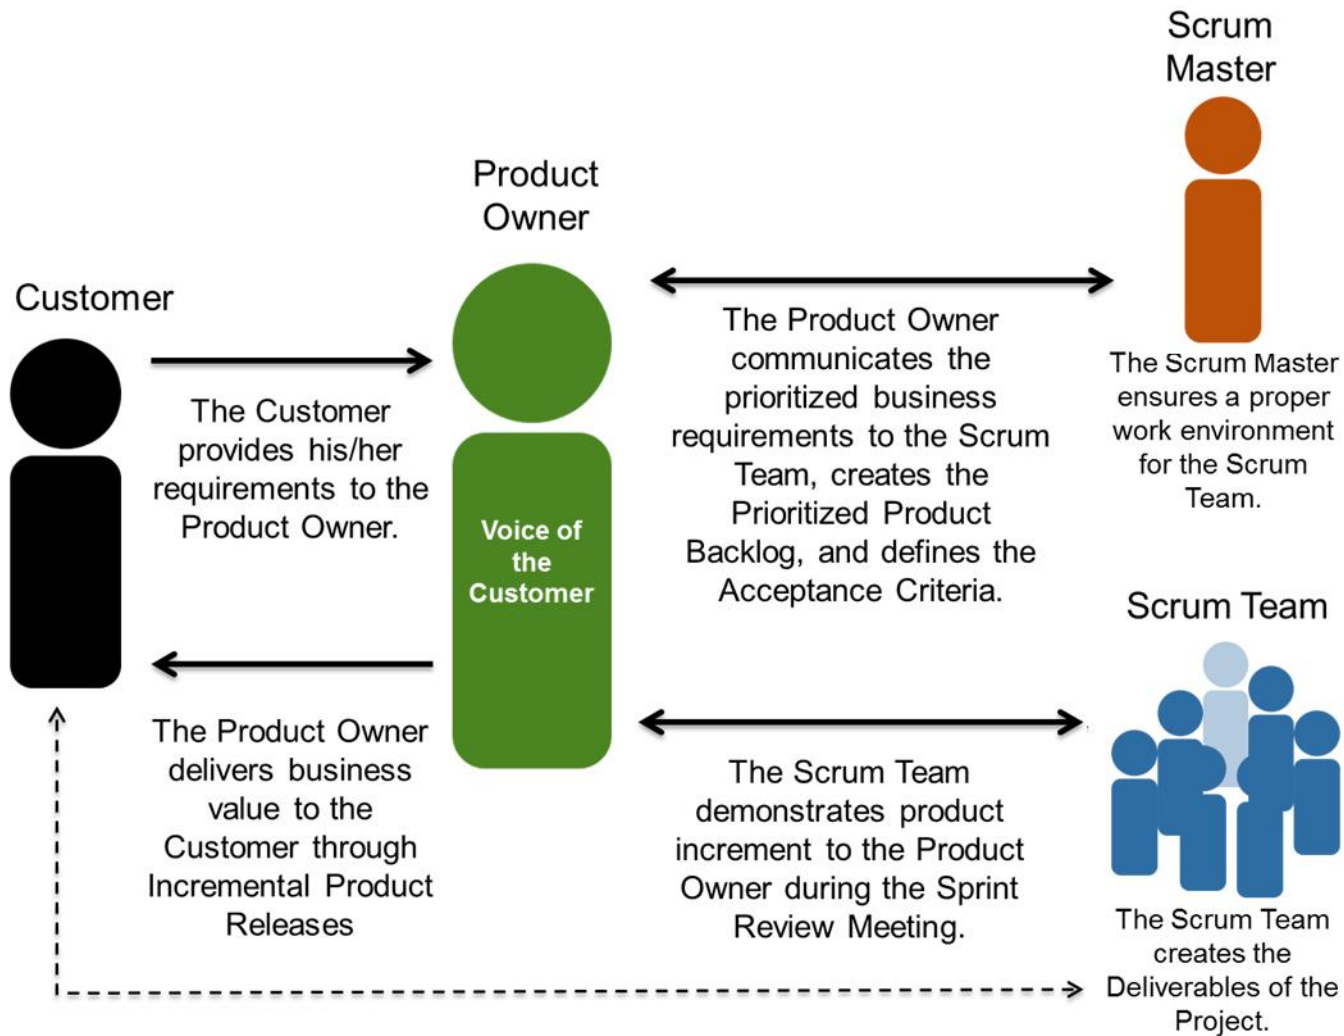 Scrum
Master
Product
Owner
Customer
The Customer
provides his/her
requirements to the
Product Owner.
Voice of
the
Customer
The Product Owner
communicates the
prioritized business
requirements to the Scrum
Team, creates the
Prioritized Product
Backlog, and defines the
Acceptance Criteria.
The Scrum Master
ensures a proper
work environment
for the Scrum
Team.
Scrum Team
The Product Owner
delivers business
value to the
Customer through
Incremental Product
Releases
The Scrum Team
demonstrates product
increment to the Product
Owner during the Sprint
Review Meeting.
The Scrum Team
creates the
Deliverables of the
Project.